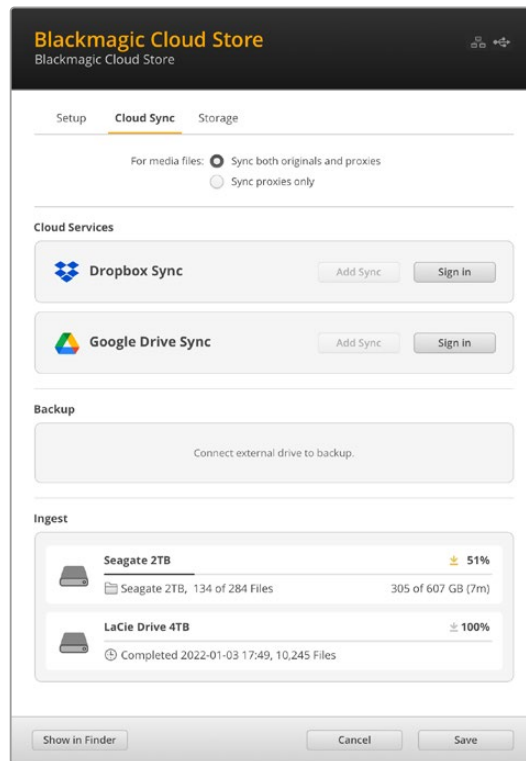 Blackmagic Cloud Store
Blackmagic Cloud Store
Setup Cloud Sync Storage
For media files: Sync both originals and proxies
Sync proxies only
Cloud Services
Dropbox Sync Add Sync Sign in
Google Drive Sync Add Sync Sign in
Backup
Connect external drive to backup.
Ingest
Seagate 2TB 51%
Seagate 2TB, 134 of 284 Files 305 of 607 GB (7m)
LaCie Drive 4TB 100%
Completed 2022-01-03 17:49, 10,245 Files
Show in Finder Cancel Save